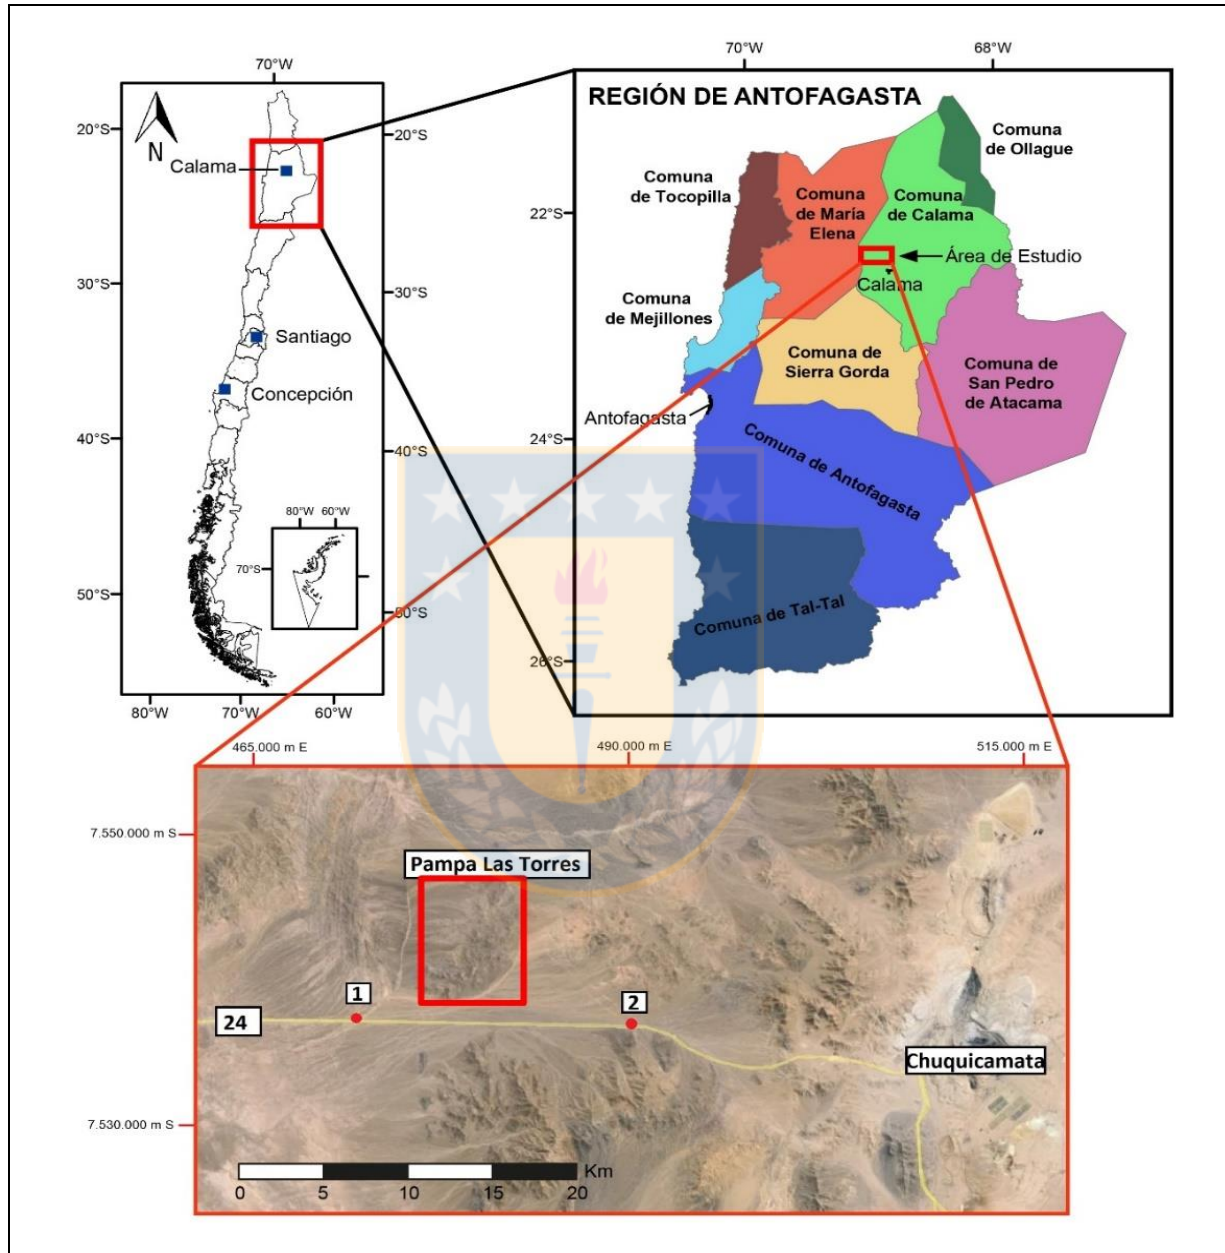 70°W
N
20°S
20°S
Calama
30°S
30°S
Santiago
Concepción
40°S
40°S
80°W 60°W
70°S
50°S
50°S
80°W
70°W
60°W
70°W
68°W
REGIÓN DE ANTOFAGASTA
Comuna
de Ollague
Comuna
de Tocopilla
Comuna
de María
Elena
Comuna
de Calama
22°S
Área de Estudio
Calama
Comuna
de Mejillones
Comuna de
Sierra Gorda
Comuna de
San Pedro
de Atacama
Antofagasta
24°S
Comuna de Antofagasta
Comuna de Tal-Tal
26°S
465.000 m E
490.000 m E
515.000 m E
7.550.000 m S
Pampa Las Torres
1
2
24
Chuquicamata
7.530.000 m S
Km
0
5
10
15
20